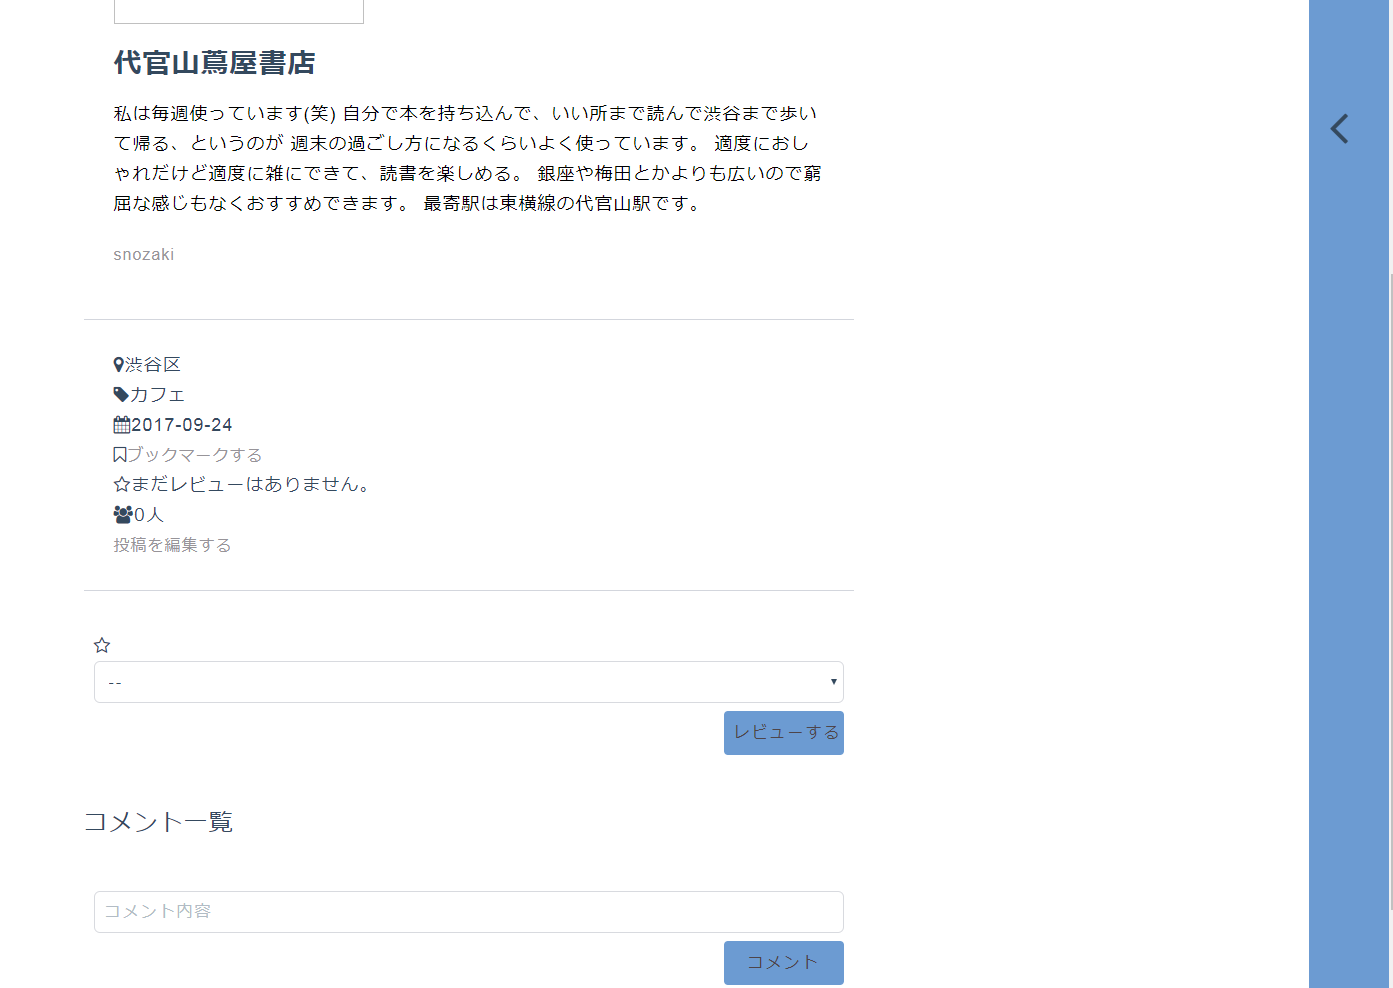 代官山蔦屋書店
私は毎週使っています(笑) 自分で本を持ち込んで、いい所まで読んで渋谷まで歩い
て帰る、というのが 週末の過ごし方になるくらいよく使っています。 適度におし
ゃれだけど適度に雑にできて、読書を楽しめる。 銀座や梅田とかよりも広いので窮
屈な感じもなくおすすめできます。 最寄駅は東横線の代官山駅です。
snozaki
渋谷区
カフェ
2017-09-24
ブックマークする
まだレビューはありません。
0人
投稿を編集する
--
レビューする
コメント一覧
コメント内容
コメント